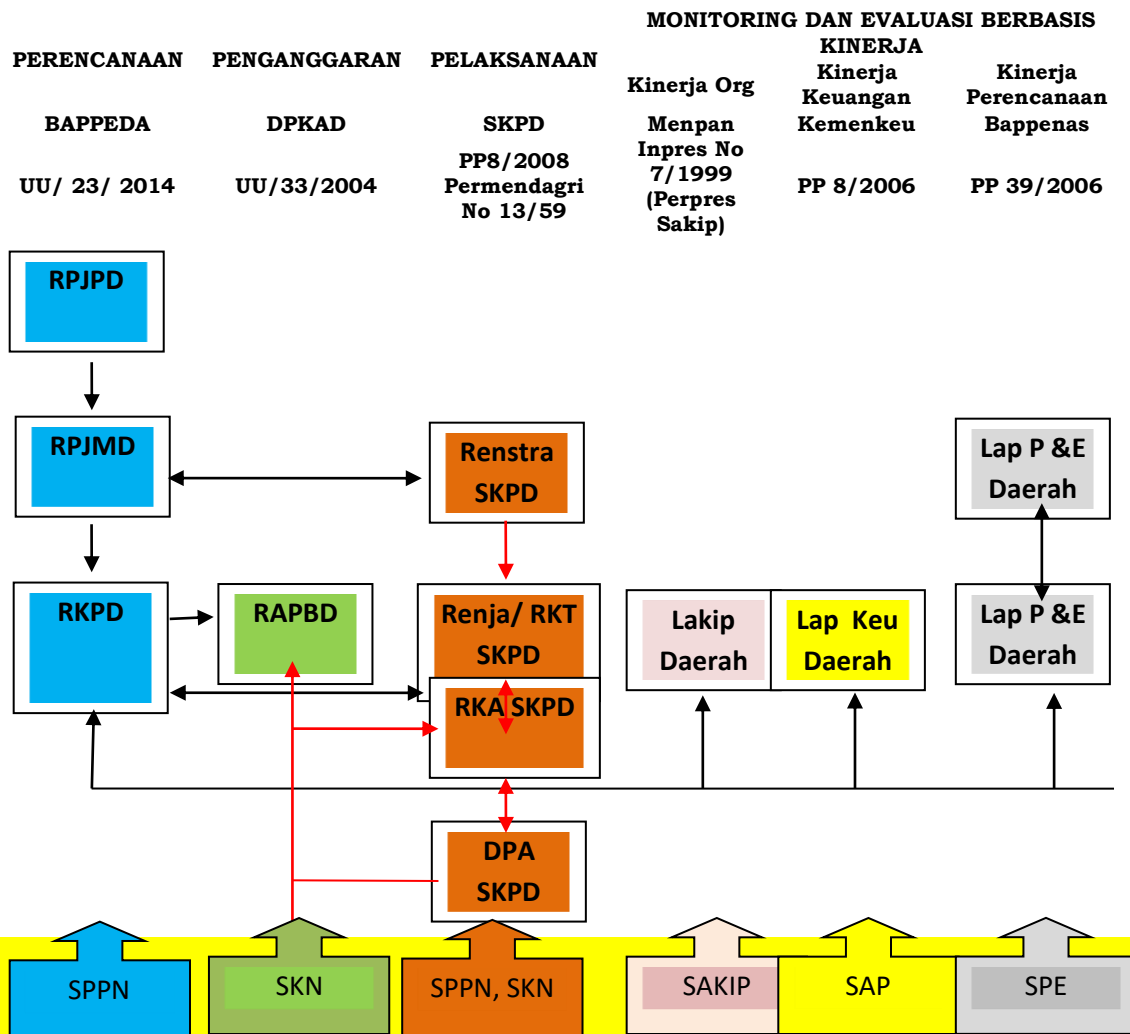 MONITORING DAN EVALUASI BERBASIS
KINERJA
PERENCANAAN
PENGANGGARAN
PELAKSANAAN
Kinerja Org
Kinerja
Keuangan
Kinerja
Perencanaan
BAPPEDA
DPKAD
SKPD
Menpan
Inpres No
7/1999
(Perpres
Sakip)
Kemenkeu
Bappenas
UU/ 23/ 2014
UU/33/2004
PP8/2008
Permendagri
No 13/59
PP 8/2006
PP 39/2006
RPJPD
RPJMD
Renstra
SKPD
Lap P &E
Daerah
RKPD
RAPBD
Renja/ RKT
SKPD
Lakip
Daerah
Lap Keu
Daerah
Lap P &E
Daerah
RKA SKPD
DPA
SKPD
SPPN
SKN
SPPN, SKN
SAKIP
SAP
SPE